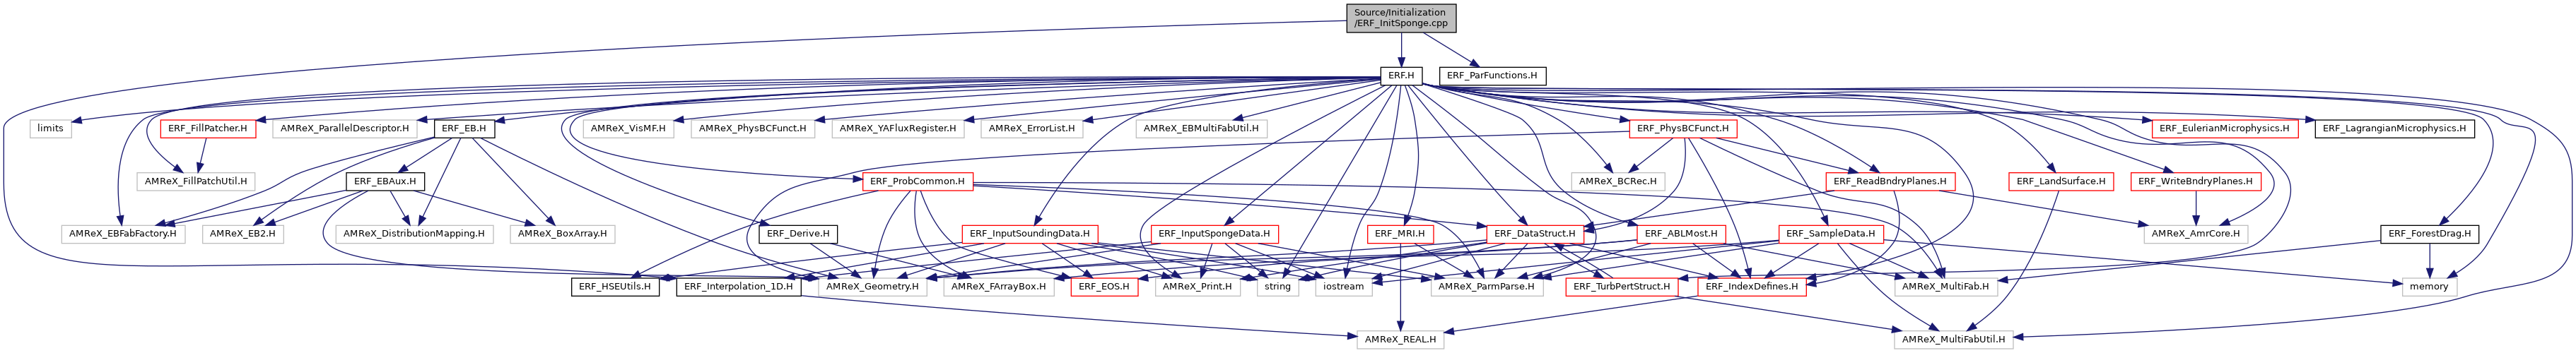 Source/Initialization
/ERF_InitSponge.cpp
ERF.H
ERF_ParFunctions.H
limits
ERF_FillPatcher.H
AMReX_ParallelDescriptor.H
ERF_EB.H
AMReX_VisMF.H
AMReX_PhysBCFunct.H
AMReX_YAFluxRegister.H
AMReX_ErrorList.H
AMReX_EBMultiFabUtil.H
ERF_PhysBCFunct.H
ERF_EulerianMicrophysics.H
ERF_LagrangianMicrophysics.H
AMReX_FillPatchUtil.H
ERF_EBAux.H
ERF_ProbCommon.H
AMReX_BCRec.H
ERF_ReadBndryPlanes.H
ERF_LandSurface.H
ERF_WriteBndryPlanes.H
AMReX_EBFabFactory.H
AMReX_EB2.H
AMReX_DistributionMapping.H
AMReX_BoxArray.H
ERF_Derive.H
ERF_InputSoundingData.H
ERF_InputSpongeData.H
ERF_MRI.H
ERF_DataStruct.H
ERF_ABLMost.H
ERF_SampleData.H
AMReX_AmrCore.H
ERF_ForestDrag.H
ERF_HSEUtils.H
ERF_Interpolation_1D.H
AMReX_Geometry.H
AMReX_FArrayBox.H
ERF_EOS.H
AMReX_Print.H
string
iostream
AMReX_ParmParse.H
ERF_TurbPertStruct.H
ERF_IndexDefines.H
AMReX_MultiFab.H
memory
AMReX_REAL.H
AMReX_MultiFabUtil.H